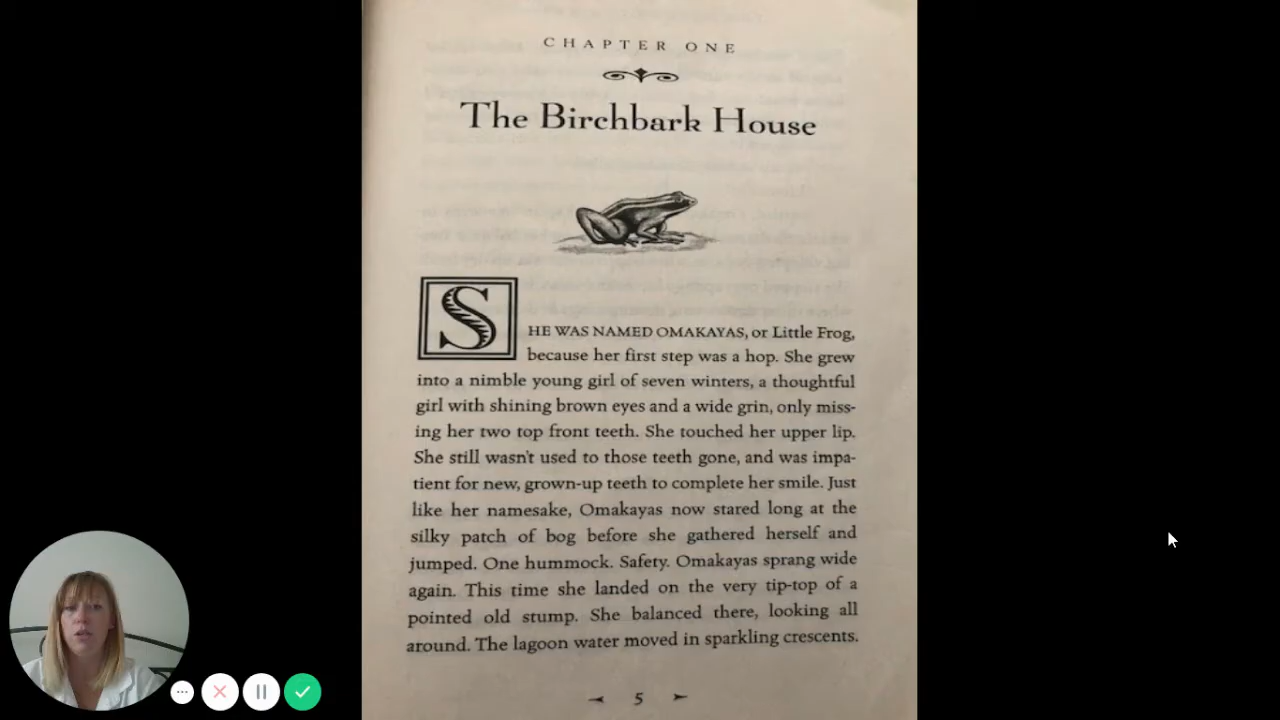 CHAPTER ONE
The Birchbark House
SHE WAS NAMED OMAKAYAS, or Little Frog,
because her first step was a hop. She grew
into a nimble young girl of seven winters, a thoughtful
girl with shining brown eyes and a wide grin, only miss-
ing her two top front teeth. She touched her upper lip.
She still wasn't used to those teeth gone, and was impa-
tient for new, grown-up teeth to complete her smile. Just
like her namesake, Omakayas now stared long at the
silky patch of bog before she gathered herself and
jumped. One hummock. Safety. Omakayas sprang wide
again. This time she landed on the very tip-top of a
pointed old stump. She balanced there, looking all
around. The lagoon water moved in sparkling crescents.
5